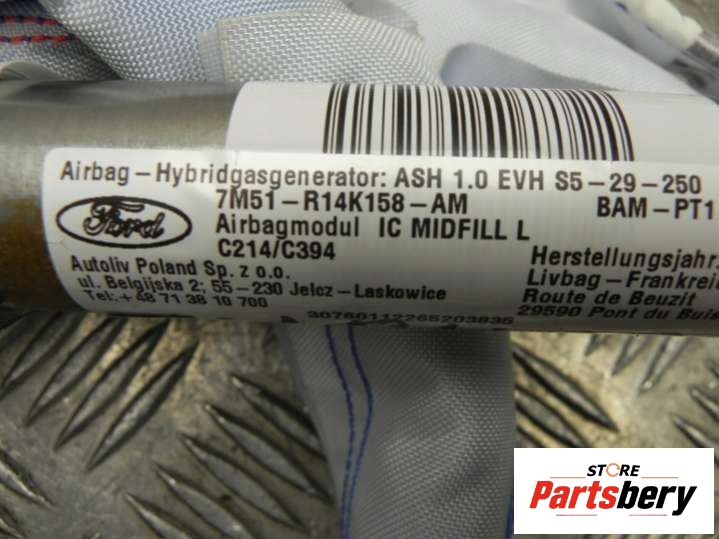 Airbag-Hybridgasgenerator: ASH 1.0 EVH S5-29-250
7M51-R14K158-AM BAM-PT1
Ford
Airbagmodul IC MIDFILL L
C214/C394
Autoliv Poland Sp. z o.o.
ul. Belgijska 2; 55-230 Jelcz-Laskowice
Tel.:+48 71 38 10 700
Herstellungsjahr:
Livbag-Frankreic
Route de Beuzit
29590 Pont du Buis
30760112265203835
STORE
Partsbery